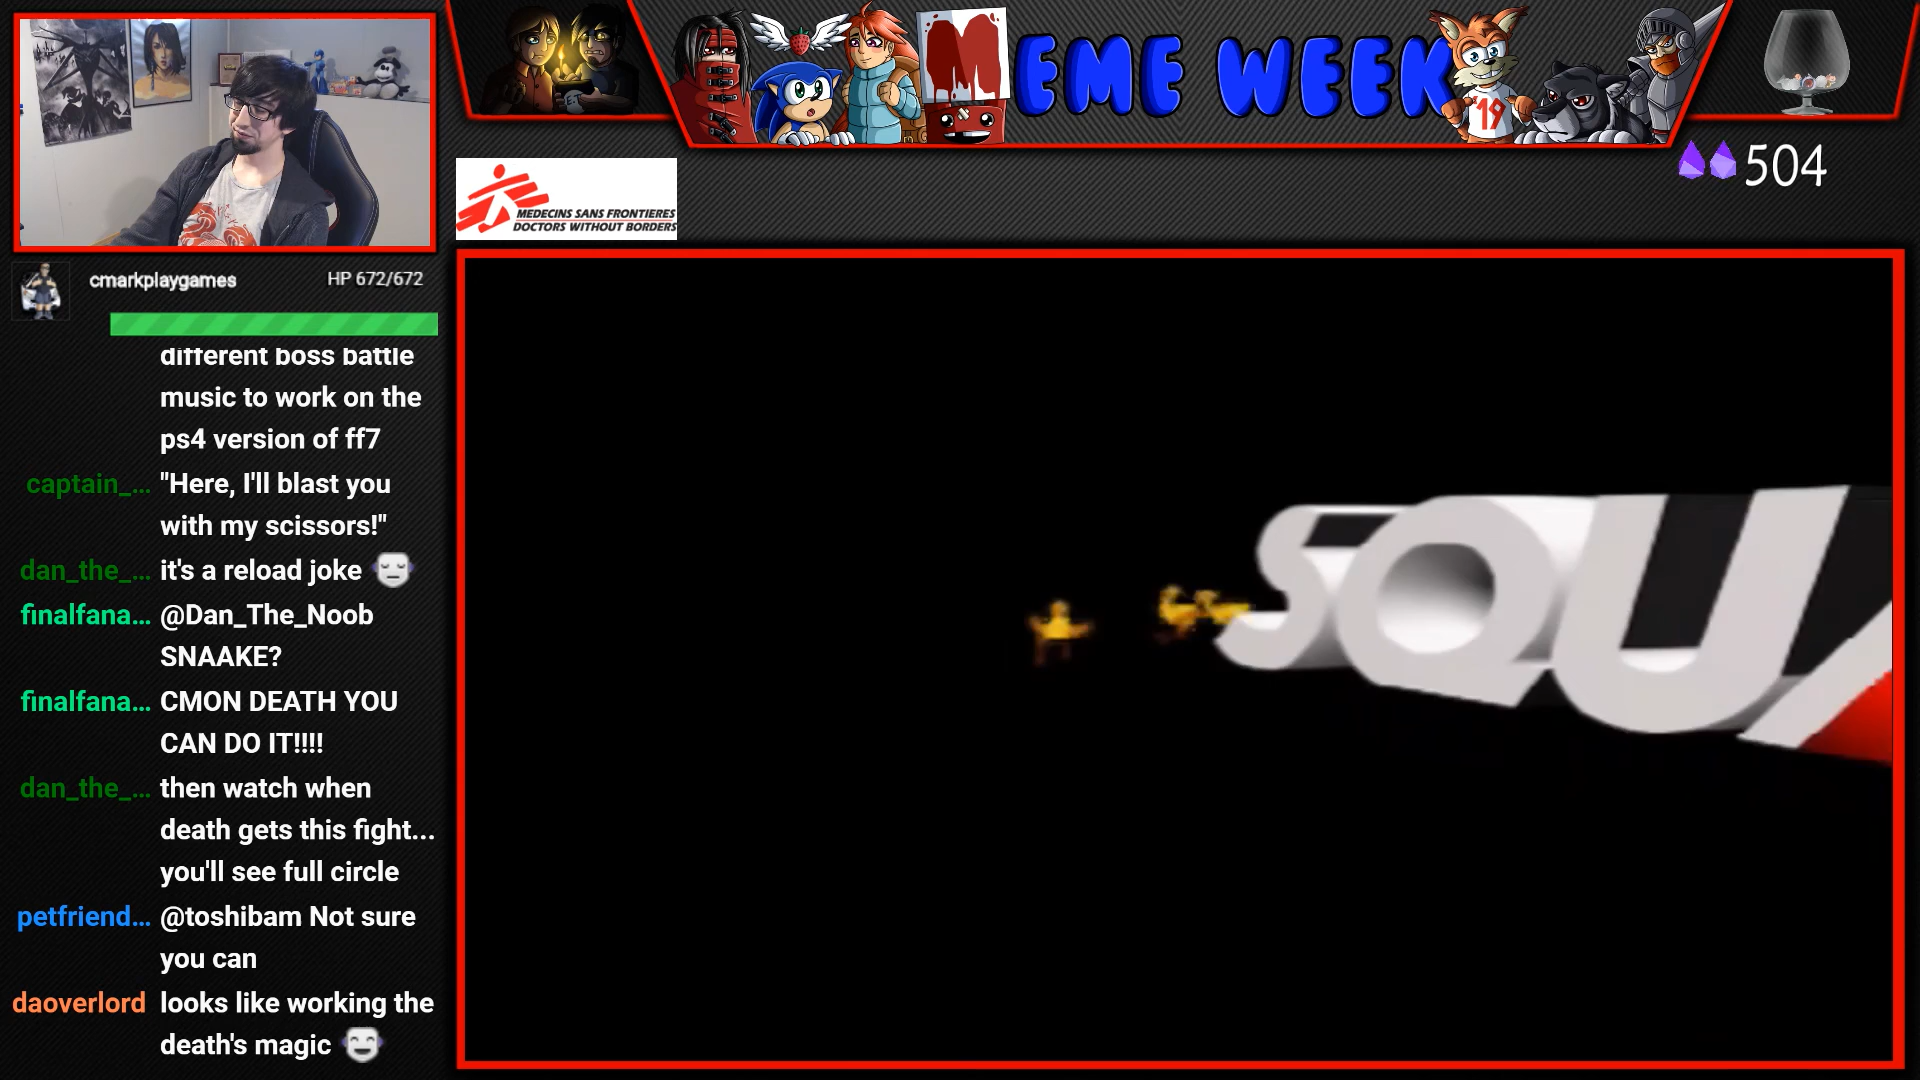 EME WEEK
19
504
MEDECINS SANS FRONTIERES
DOCTORS WITHOUT BORDERS
cmarkplaygames
HP 672/672
different boss battle
music to work on the
ps4 version of ff7
captain_... "Here, I'll blast you
with my scissors!"
dan_the_... it's a reload joke
finalfana... @Dan_The_Noob
SNAAKE?
finalfana... CMON DEATH YOU
CAN DO IT!!!!
dan_the_... then watch when
death gets this fight...
you'll see full circle
petfriend... @toshibam Not sure
you can
daoverlord looks like working the
death's magic
SQUA